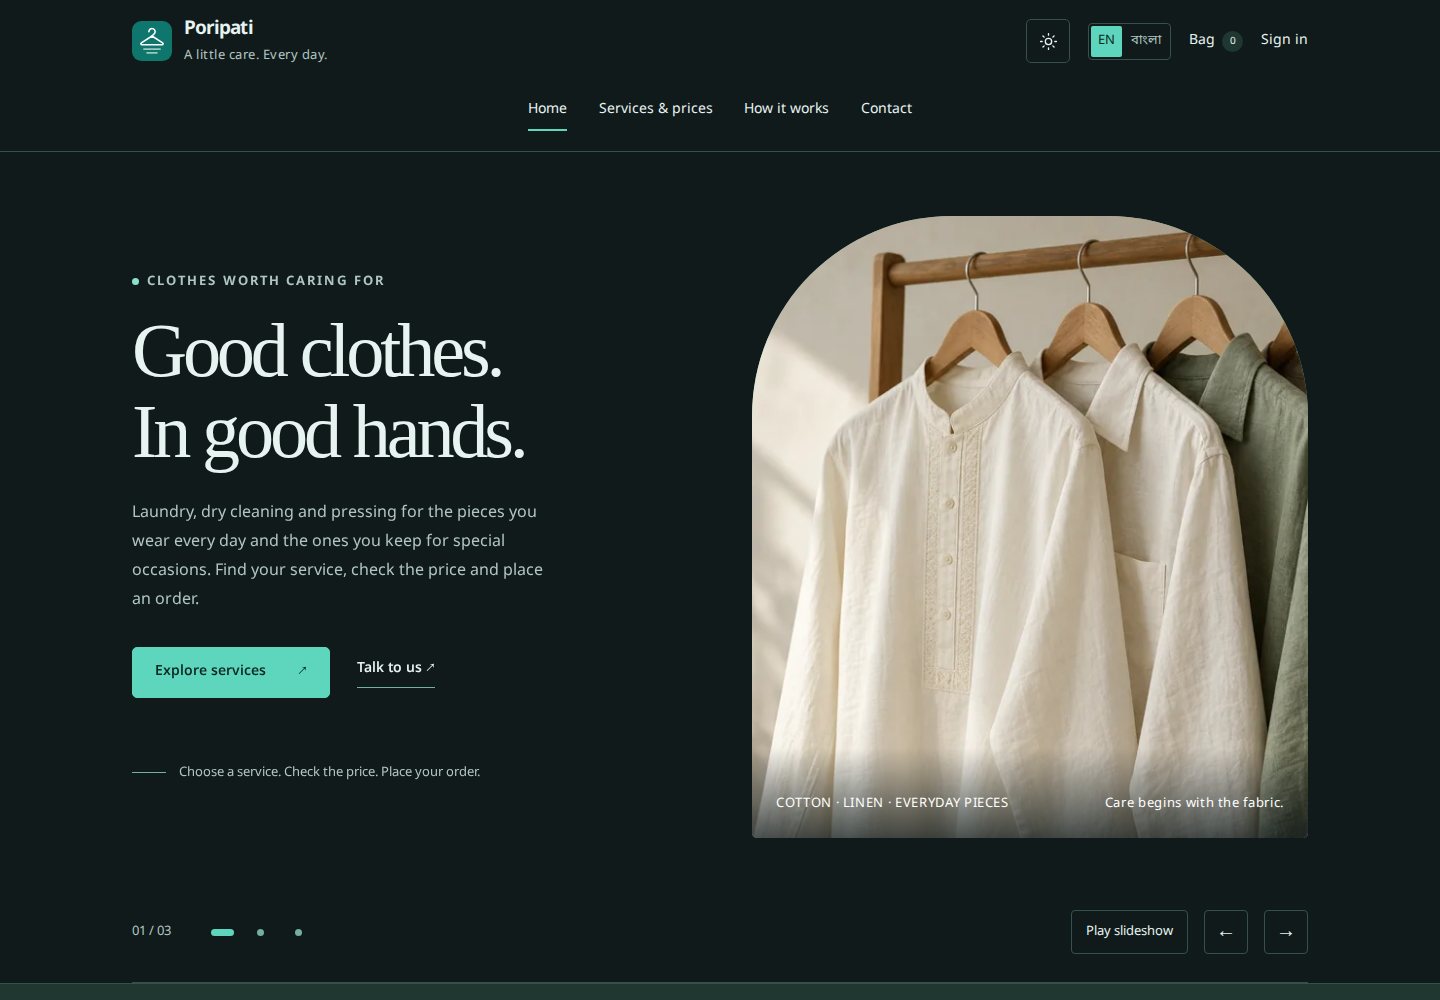 Poripati
A little care. Every day.
EN বাংলা Bag 0 Sign in
Home Services & prices How it works Contact
CLOTHES WORTH CARING FOR
Good clothes.
In good hands.
Laundry, dry cleaning and pressing for the pieces you
wear every day and the ones you keep for special
occasions. Find your service, check the price and place
an order.
Explore services ↗ Talk to us ↗
Choose a service. Check the price. Place your order.
COTTON · LINEN · EVERYDAY PIECES Care begins with the fabric.
01 / 03 Play slideshow ← →